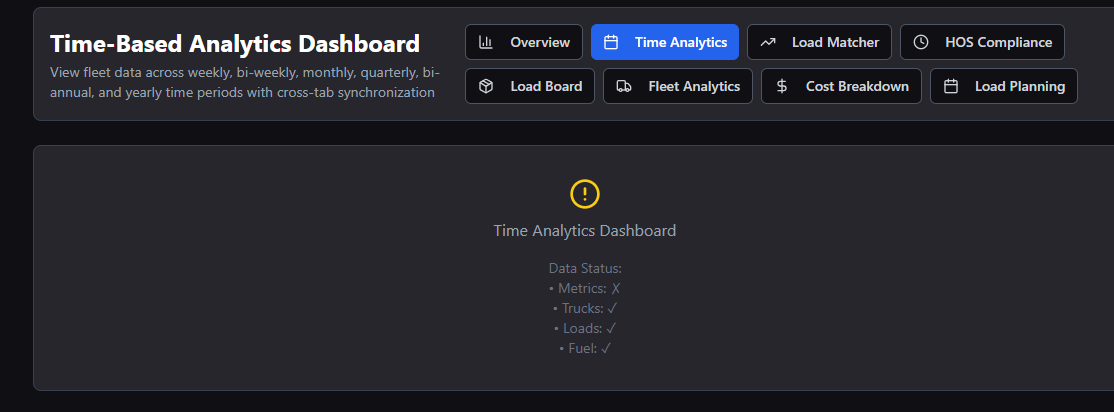 Time-Based Analytics Dashboard
View fleet data across weekly, bi-weekly, monthly, quarterly, bi-
annual, and yearly time periods with cross-tab synchronization
Overview
Time Analytics
Load Matcher
HOS Compliance
Load Board
Fleet Analytics
Cost Breakdown
Load Planning
Time Analytics Dashboard
Data Status:
• Metrics: ✗
• Trucks: ✓
• Loads: ✓
• Fuel: ✓